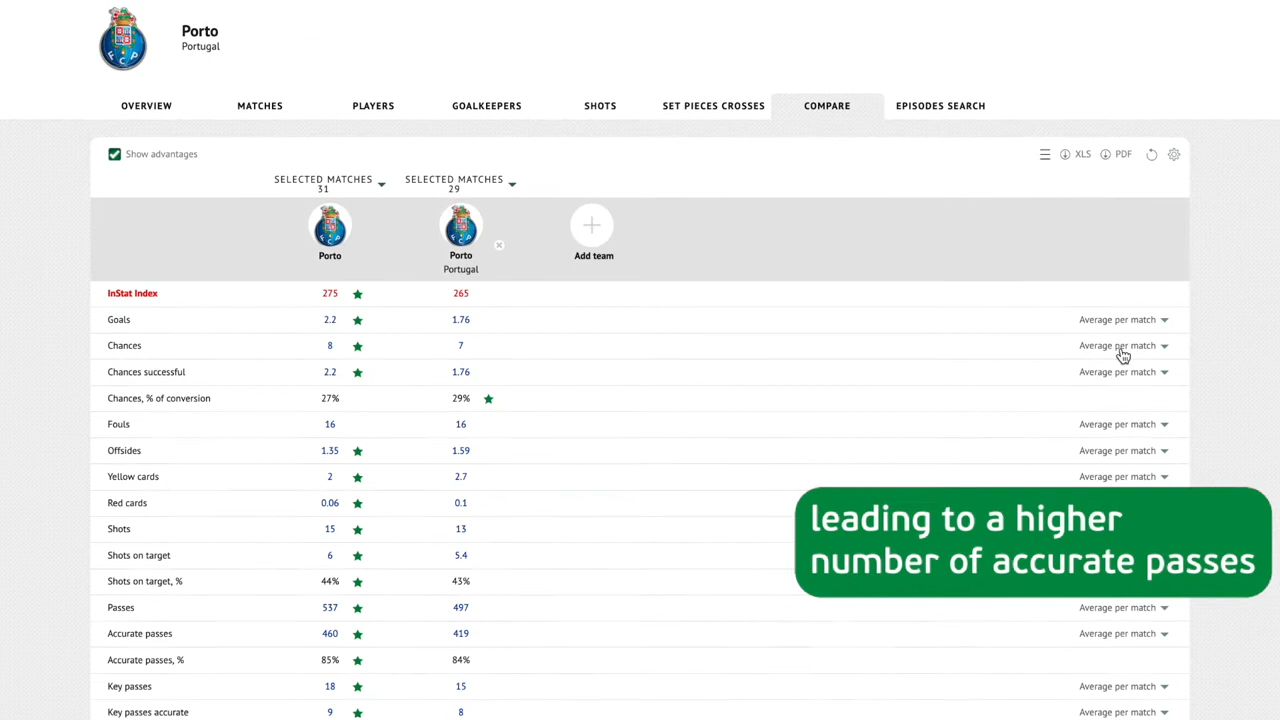 Porto
Portugal
OVERVIEW MATCHES PLAYERS GOALKEEPERS SHOTS SET PIECES CROSSES COMPARE EPISODES SEARCH
Show advantages XLS PDF
SELECTED MATCHES SELECTED MATCHES
31 29
FCP FCP FCP
Porto Porto Add team
Portugal
InStat Index 275 265
Goals 2.2 1.76 Average per match
Chances 8 7 Average per match
Chances successful 2.2 1.76 Average per match
Chances, % of conversion 27% 29%
Fouls 16 16 Average per match
Offsides 1.35 1.59 Average per match
Yellow cards 2 2.7 Average per match
Red cards 0.06 0.1
Shots 15 13
Shots on target 6 5.4
Shots on target, % 44% 43%
leading to a higher
number of accurate passes
Passes 537 497 Average per match
Accurate passes 460 419 Average per match
Accurate passes, % 85% 84%
Key passes 18 15 Average per match
Key passes accurate 9 8 Average per match